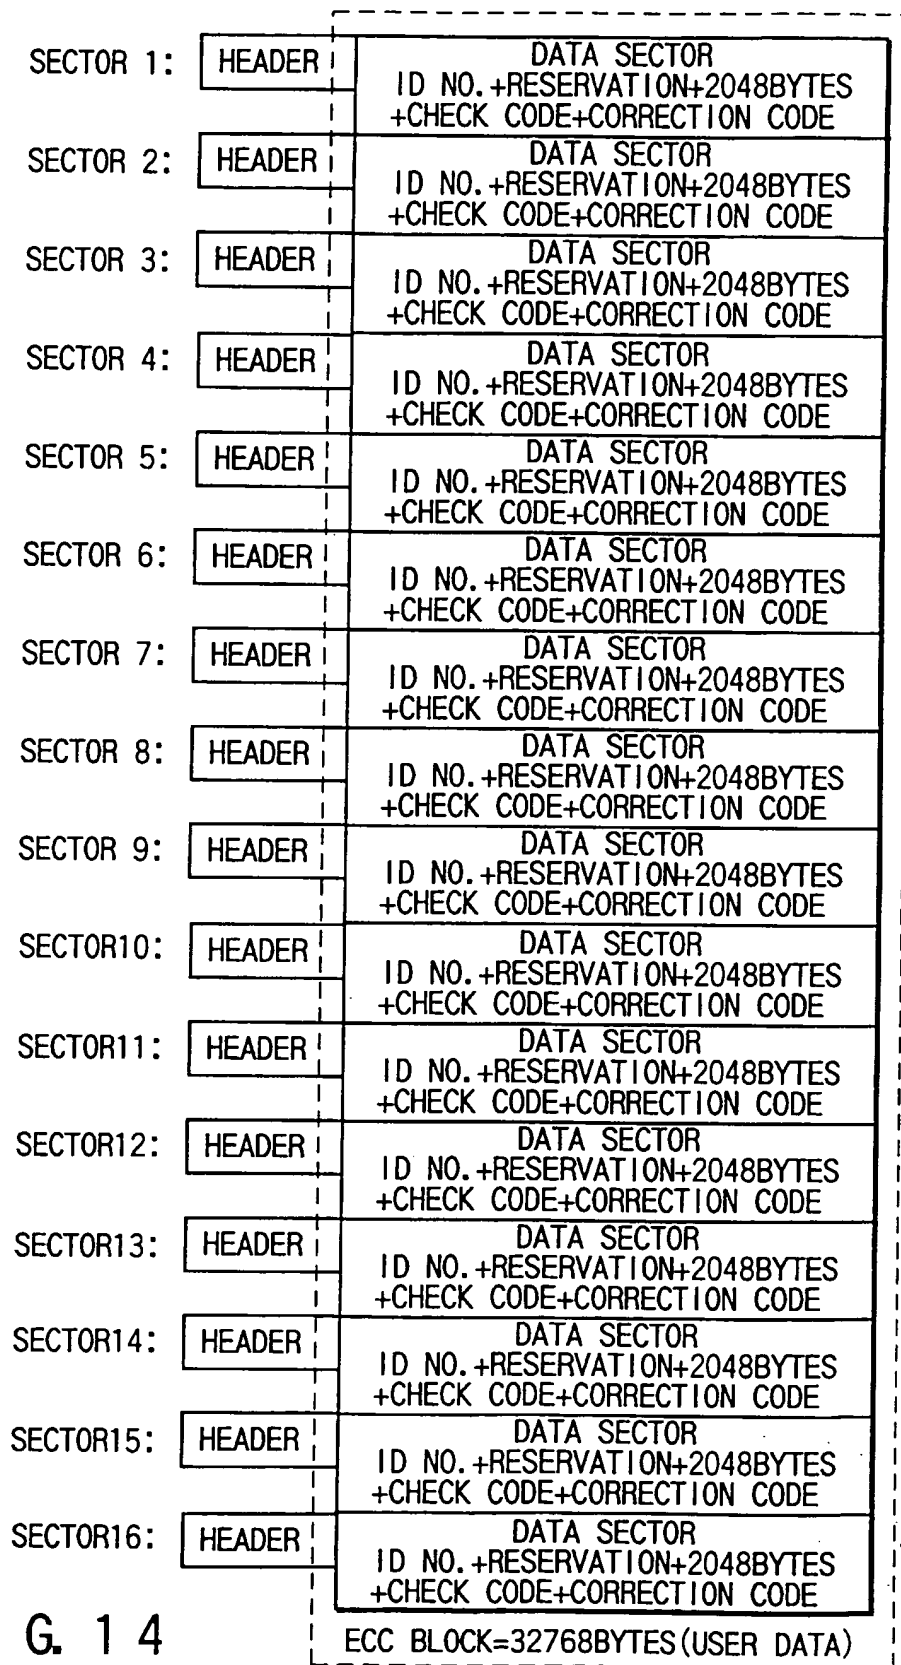 SECTOR 1: HEADER DATA SECTOR
ID NO.+RESERVATION+2048BYTES
+CHECK CODE+CORRECTION CODE
SECTOR 2: HEADER DATA SECTOR
ID NO.+RESERVATION+2048BYTES
+CHECK CODE+CORRECTION CODE
SECTOR 3: HEADER DATA SECTOR
ID NO.+RESERVATION+2048BYTES
+CHECK CODE+CORRECTION CODE
SECTOR 4: HEADER DATA SECTOR
ID NO.+RESERVATION+2048BYTES
+CHECK CODE+CORRECTION CODE
SECTOR 5: HEADER DATA SECTOR
ID NO.+RESERVATION+2048BYTES
+CHECK CODE+CORRECTION CODE
SECTOR 6: HEADER DATA SECTOR
ID NO.+RESERVATION+2048BYTES
+CHECK CODE+CORRECTION CODE
SECTOR 7: HEADER DATA SECTOR
ID NO.+RESERVATION+2048BYTES
+CHECK CODE+CORRECTION CODE
SECTOR 8: HEADER DATA SECTOR
ID NO.+RESERVATION+2048BYTES
+CHECK CODE+CORRECTION CODE
SECTOR 9: HEADER DATA SECTOR
ID NO.+RESERVATION+2048BYTES
+CHECK CODE+CORRECTION CODE
SECTOR10: HEADER DATA SECTOR
ID NO.+RESERVATION+2048BYTES
+CHECK CODE+CORRECTION CODE
SECTOR11: HEADER DATA SECTOR
ID NO.+RESERVATION+2048BYTES
+CHECK CODE+CORRECTION CODE
SECTOR12: HEADER DATA SECTOR
ID NO.+RESERVATION+2048BYTES
+CHECK CODE+CORRECTION CODE
SECTOR13: HEADER DATA SECTOR
ID NO.+RESERVATION+2048BYTES
+CHECK CODE+CORRECTION CODE
SECTOR14: HEADER DATA SECTOR
ID NO.+RESERVATION+2048BYTES
+CHECK CODE+CORRECTION CODE
SECTOR15: HEADER DATA SECTOR
ID NO.+RESERVATION+2048BYTES
+CHECK CODE+CORRECTION CODE
SECTOR16: HEADER DATA SECTOR
ID NO.+RESERVATION+2048BYTES
+CHECK CODE+CORRECTION CODE
G. 14 ECC BLOCK=32768BYTES(USER DATA)